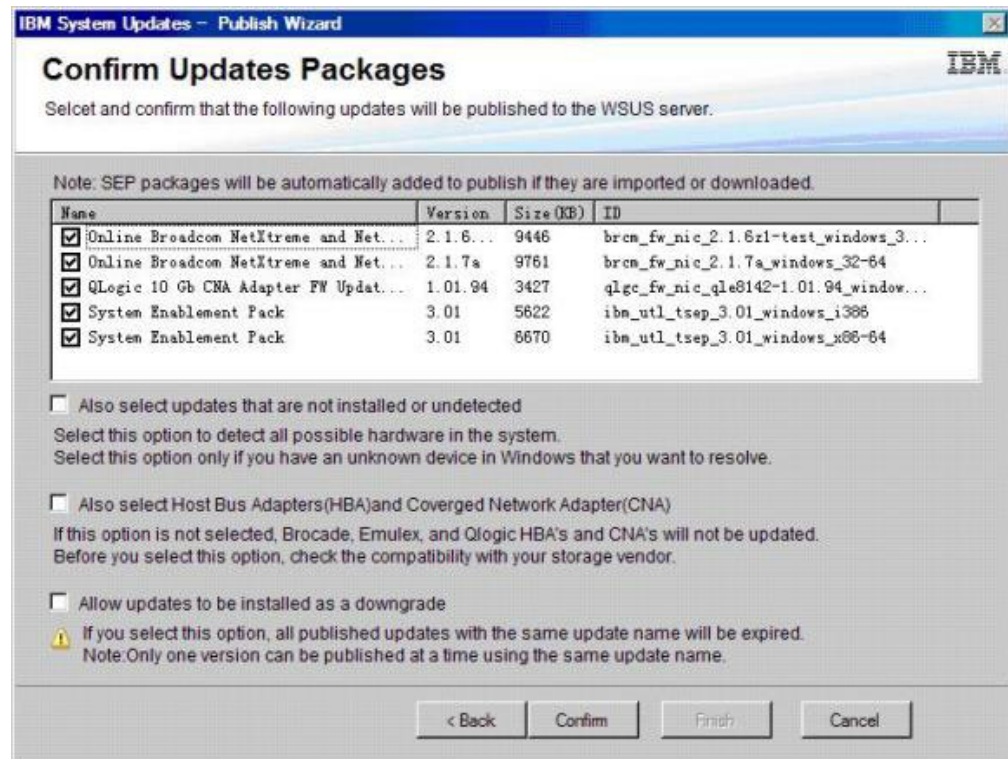 IBM System Updates – Publish Wizard
Confirm Updates Packages
IBM
Selcet and confirm that the following updates will be published to the WSUS server.
Note: SEP packages will be automatically added to publish if they are imported or downloaded.
Name Version Size(KB) ID
Online Broadcom NetXtreme and Net... 2.1.6... 9446 brcm_fw_nic_2.1.6z1-test_windows_3...
Online Broadcom NetXtreme and Net... 2.1.7a 9761 brcm_fw_nic_2.1.7a_windows_32-64
QLogic 10 Gb CNA Adapter FW Updat... 1.01.94 3427 qlgc_fw_nic_qle8142-1.01.94_window...
System Enablement Pack 3.01 5622 ibm_utl_tsep_3.01_windows_i386
System Enablement Pack 3.01 6670 ibm_utl_tsep_3.01_windows_x86-64
Also select updates that are not installed or undetected
Select this option to detect all possible hardware in the system.
Select this option only if you have an unknown device in Windows that you want to resolve.
Also select Host Bus Adapters(HBA)and Coverged Network Adapter(CNA)
If this option is not selected, Brocade, Emulex, and Qlogic HBA's and CNA's will not be updated.
Before you select this option, check the compatibility with your storage vendor.
Allow updates to be installed as a downgrade
If you select this option, all published updates with the same update name will be expired.
Note:Only one version can be published at a time using the same update name.
< Back Confirm Finish Cancel